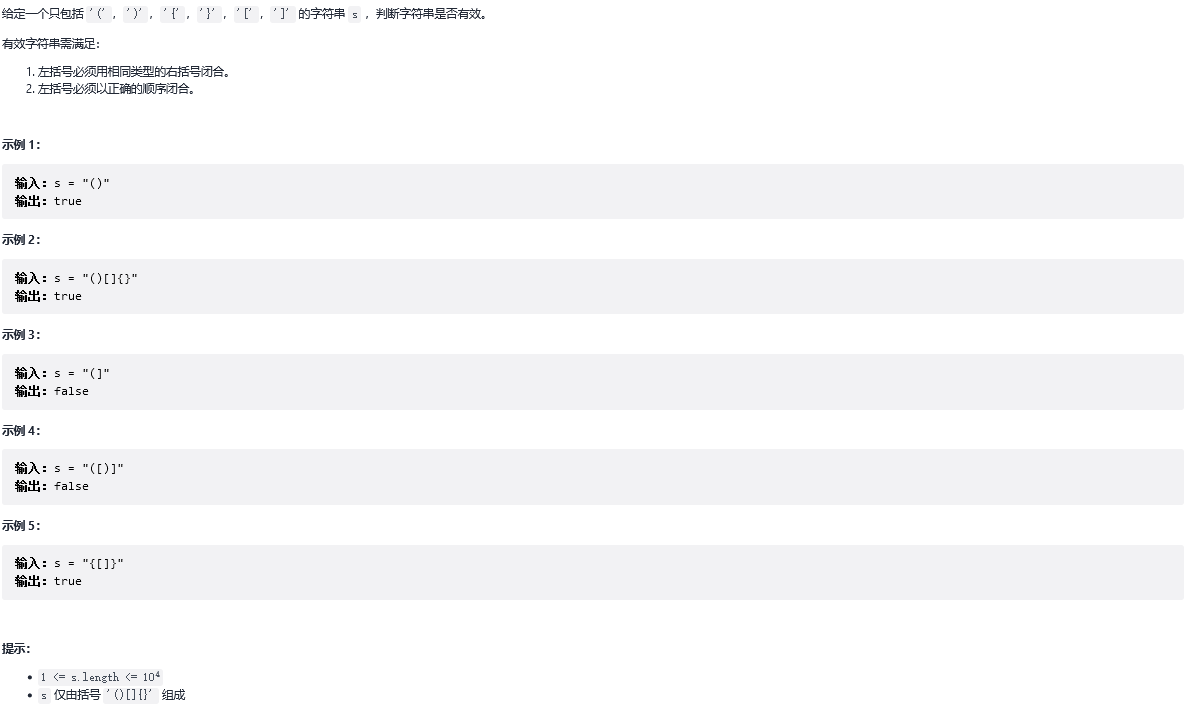 给定一个只包括 '('，')'，'{'，'}'，'['，']' 的字符串 s ，判断字符串是否有效。
有效字符串需满足：
1. 左括号必须用相同类型的右括号闭合。
2. 左括号必须以正确的顺序闭合。
示例 1：
输入：s = "()"
输出：true
示例 2：
输入：s = "()[]{}"
输出：true
示例 3：
输入：s = "(]"
输出：false
示例 4：
输入：s = "([)]"
输出：false
示例 5：
输入：s = "{[]}"
输出：true
提示：
• 1 <= s.length <= 10⁴
• s 仅由括号 '()[]{}' 组成